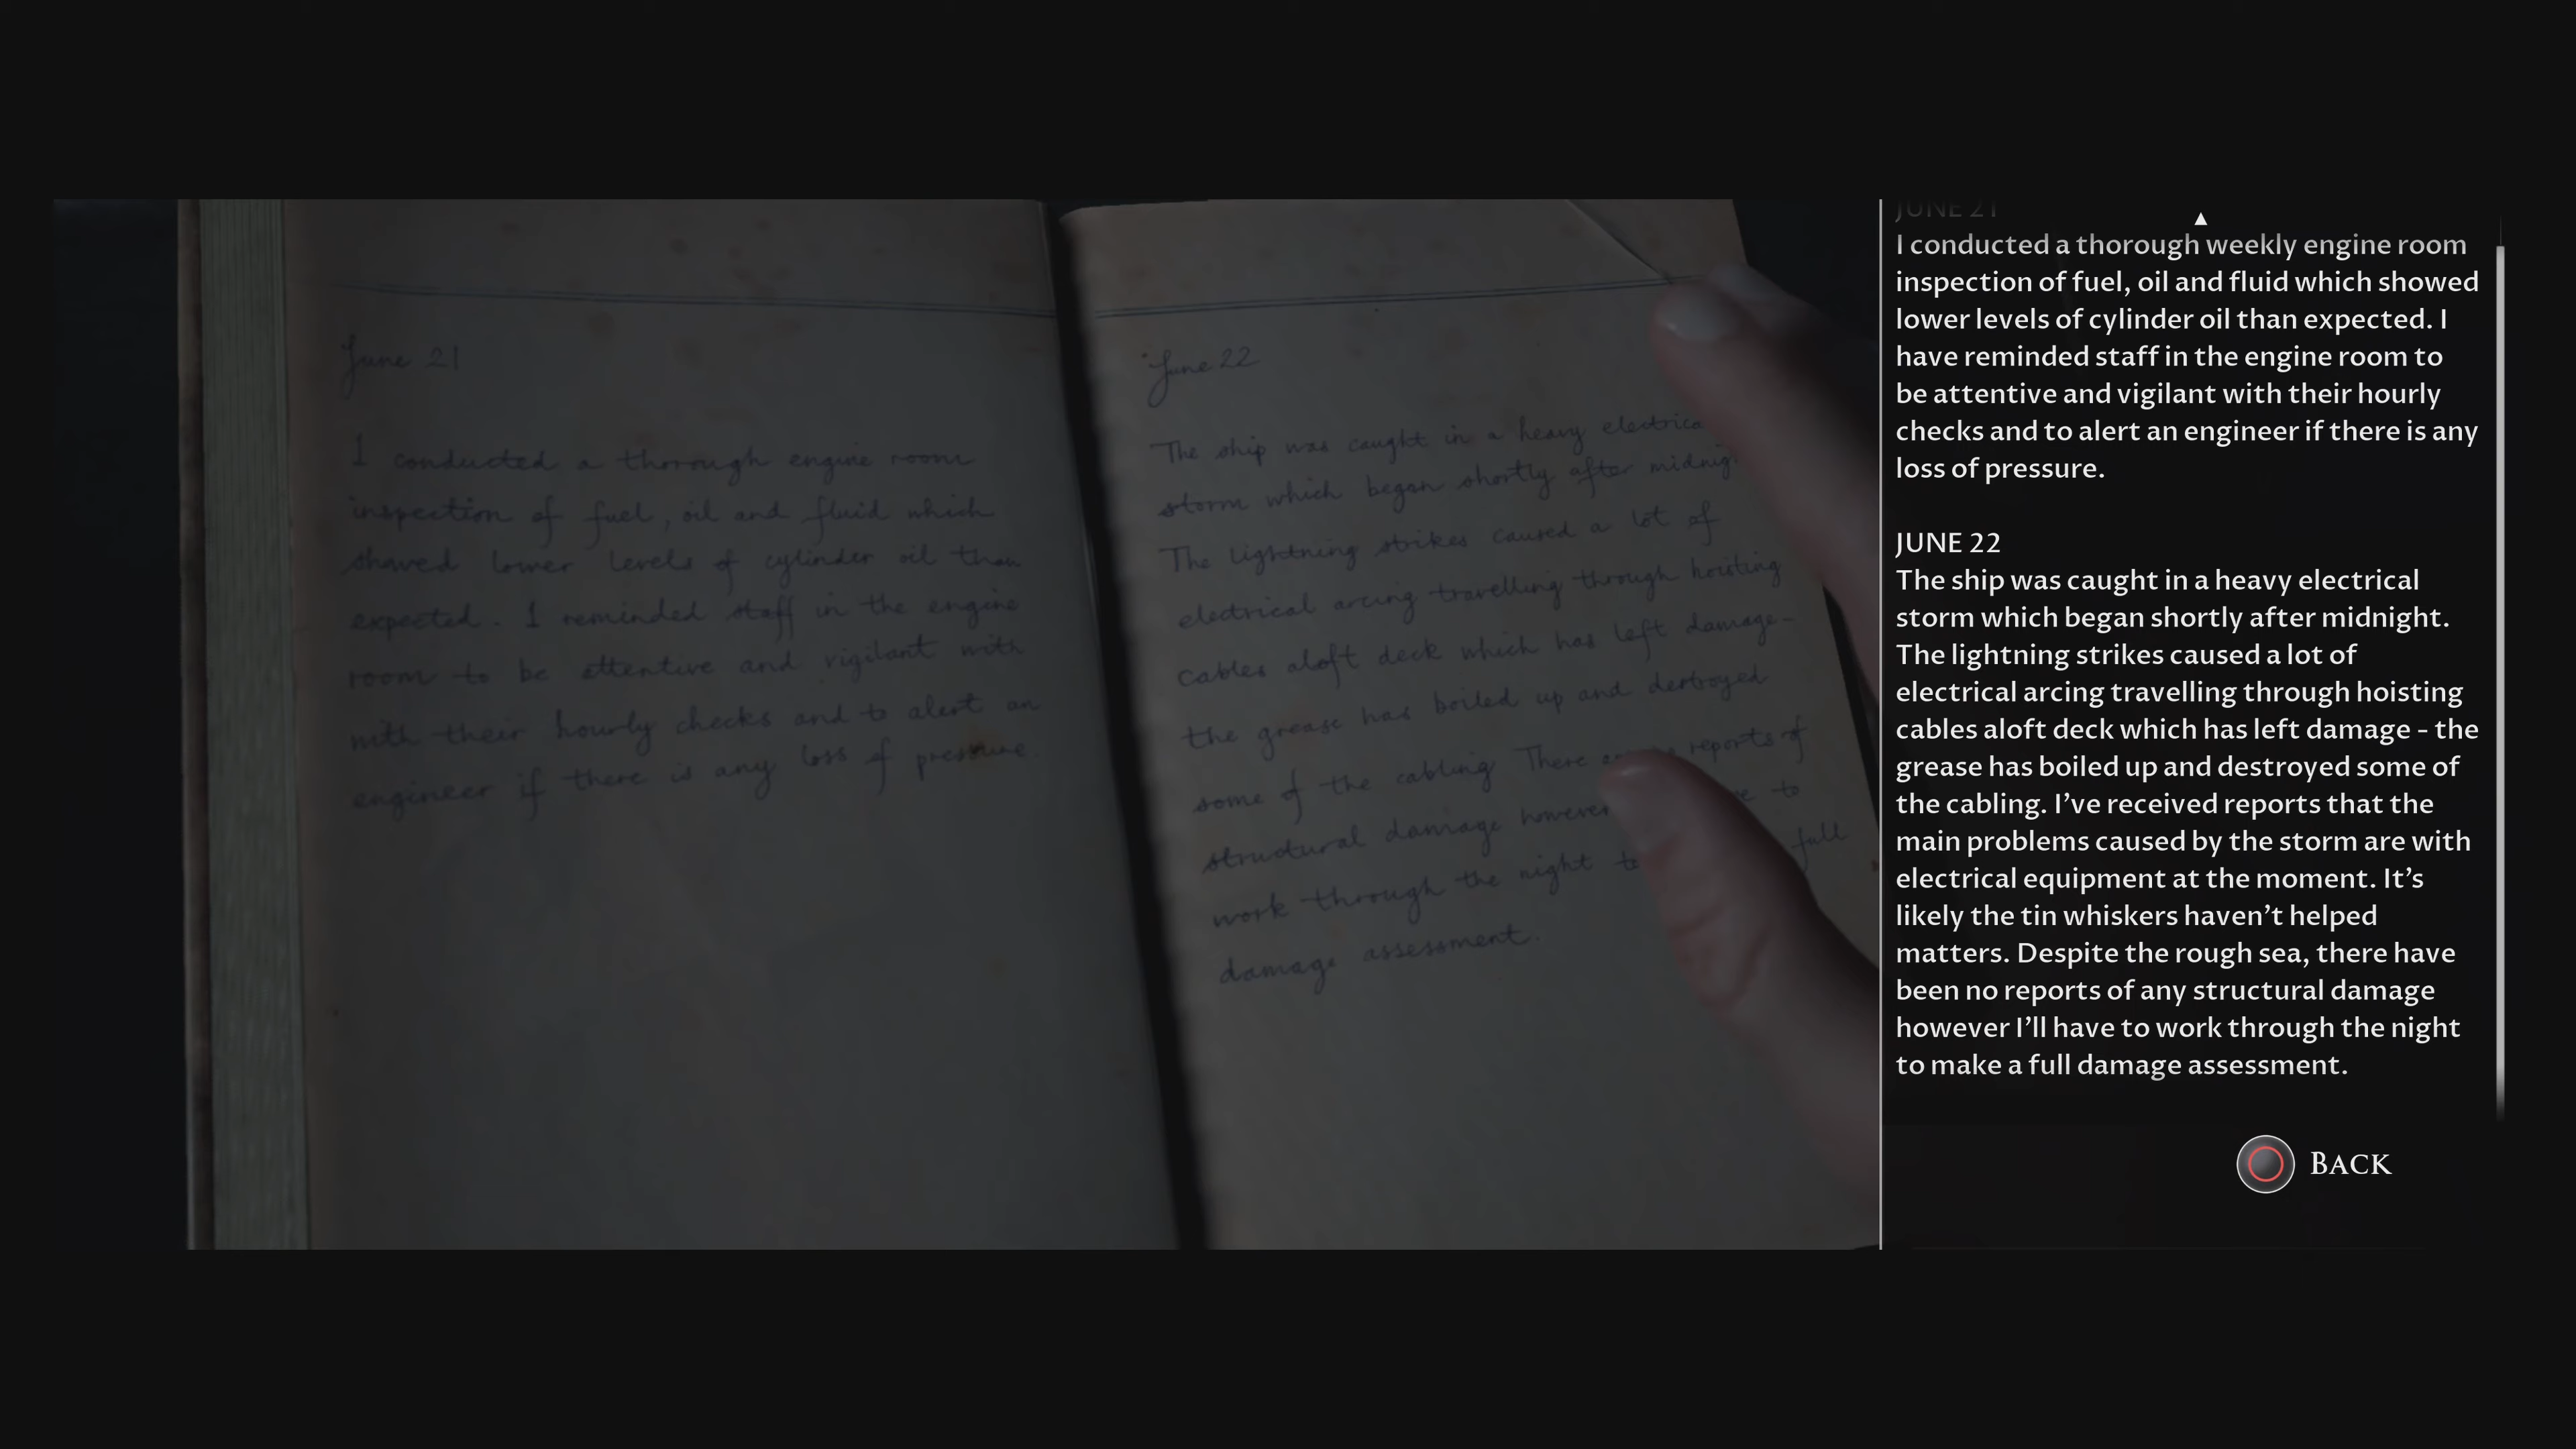 June 21
I conducted a thorough engine room
inspection of fuel, oil and fluid which
showed lower levels of cylinder oil than
expected. I reminded staff in the engine
room to be attentive and vigilant with
with their hourly checks and to alert an
engineer if there is any loss of pressure.
June 22
The ship was caught in a heavy electrica
storm which began shortly after midnigh
The lightning strikes caused a lot of
electrical arcing travelling through hoisting
cables aloft deck which has left damage-
the grease has boiled up and destroyed
some of the cabling There reports of
structural damage however to
work through the night to full
damage assessment.
JUNE 21
I conducted a thorough weekly engine room
inspection of fuel, oil and fluid which showed
lower levels of cylinder oil than expected. I
have reminded staff in the engine room to
be attentive and vigilant with their hourly
checks and to alert an engineer if there is any
loss of pressure.
JUNE 22
The ship was caught in a heavy electrical
storm which began shortly after midnight.
The lightning strikes caused a lot of
electrical arcing travelling through hoisting
cables aloft deck which has left damage - the
grease has boiled up and destroyed some of
the cabling. I’ve received reports that the
main problems caused by the storm are with
electrical equipment at the moment. It’s
likely the tin whiskers haven’t helped
matters. Despite the rough sea, there have
been no reports of any structural damage
however I’ll have to work through the night
to make a full damage assessment.
BACK